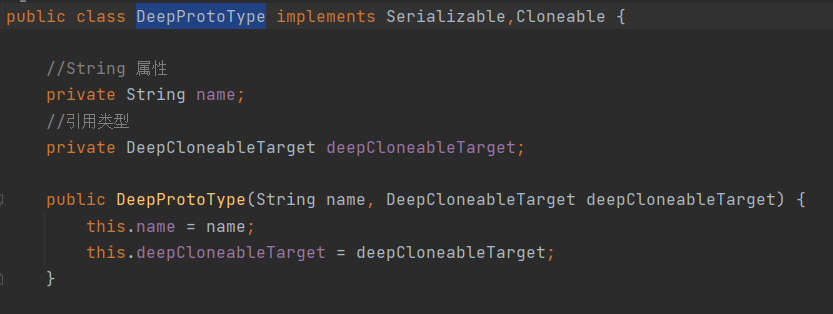 public class DeepProtoType implements Serializable,Cloneable {
//String 属性
private String name;
//引用类型
private DeepCloneableTarget deepCloneableTarget;
public DeepProtoType(String name, DeepCloneableTarget deepCloneableTarget) {
this.name = name;
this.deepCloneableTarget = deepCloneableTarget;
}